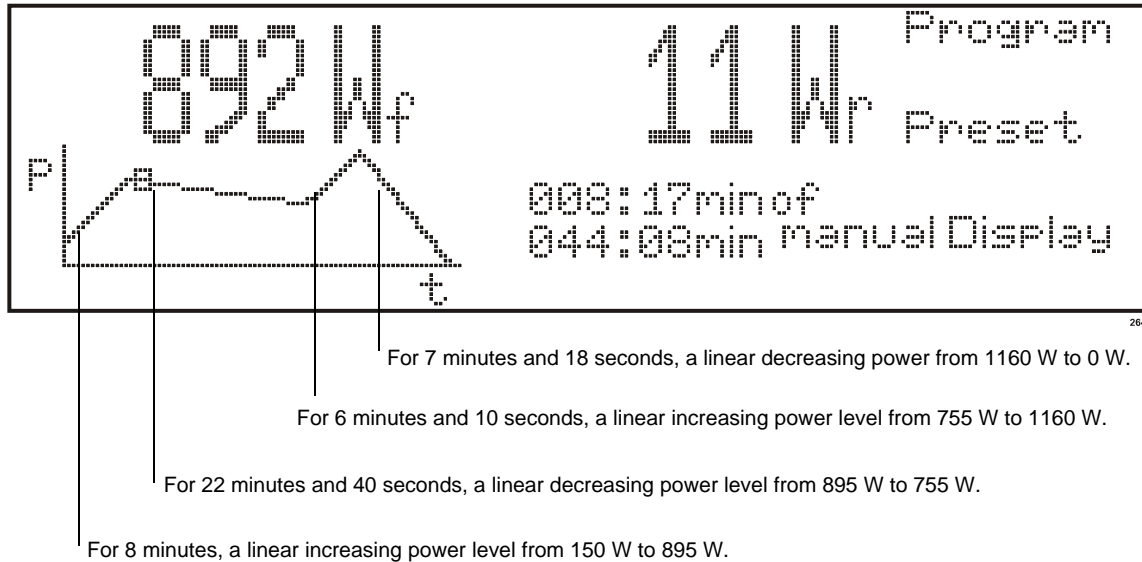 892 Wf 11 Wr Program
Preset
P
008:17min of
044:08min manual Display
t
264
For 7 minutes and 18 seconds, a linear decreasing power from 1160 W to 0 W.
For 6 minutes and 10 seconds, a linear increasing power level from 755 W to 1160 W.
For 22 minutes and 40 seconds, a linear decreasing power level from 895 W to 755 W.
For 8 minutes, a linear increasing power level from 150 W to 895 W.